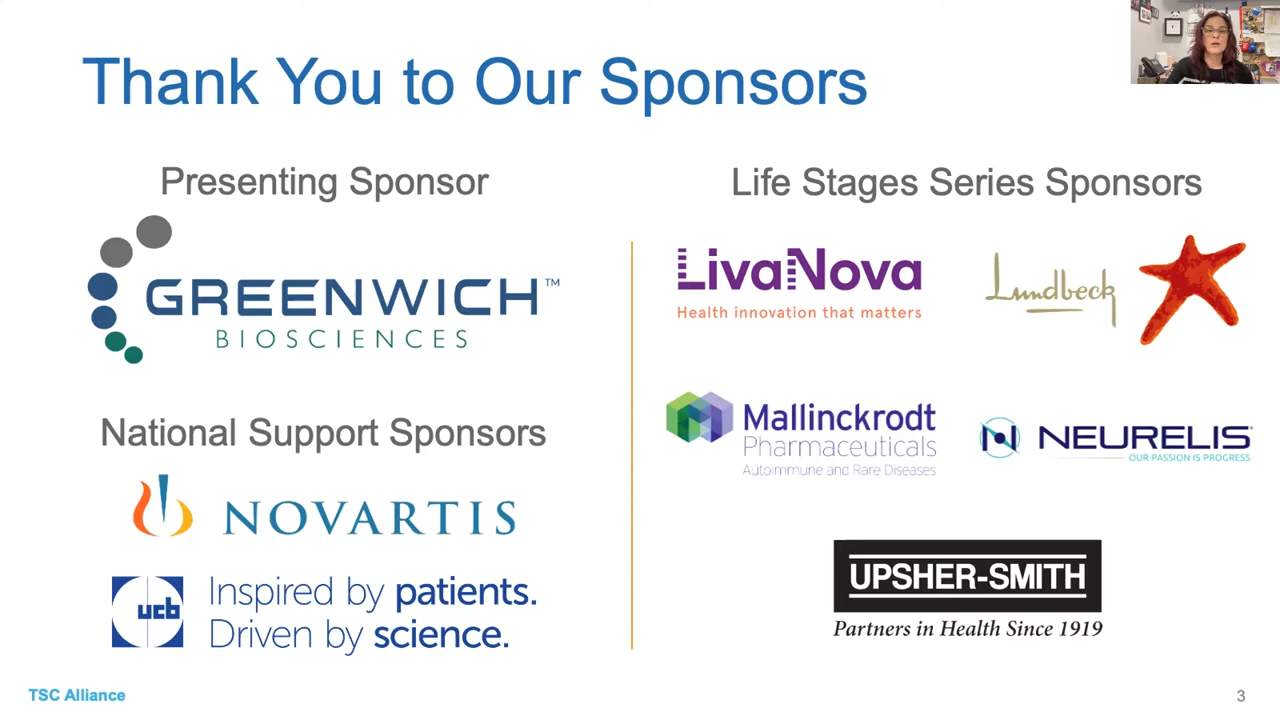 Thank You to Our Sponsors
Presenting Sponsor
GREENWICH™
BIOSCIENCES
National Support Sponsors
NOVARTIS
ucb
Inspired by patients.
Driven by science.
Life Stages Series Sponsors
LivaNova
Health innovation that matters
Lundbeck
Mallinckrodt
Pharmaceuticals
Autoimmune and Rare Diseases
N NEURELIS®
OUR PASSION IS PROGRESS
UPSHER-SMITH
Partners in Health Since 1919
TSC Alliance
3